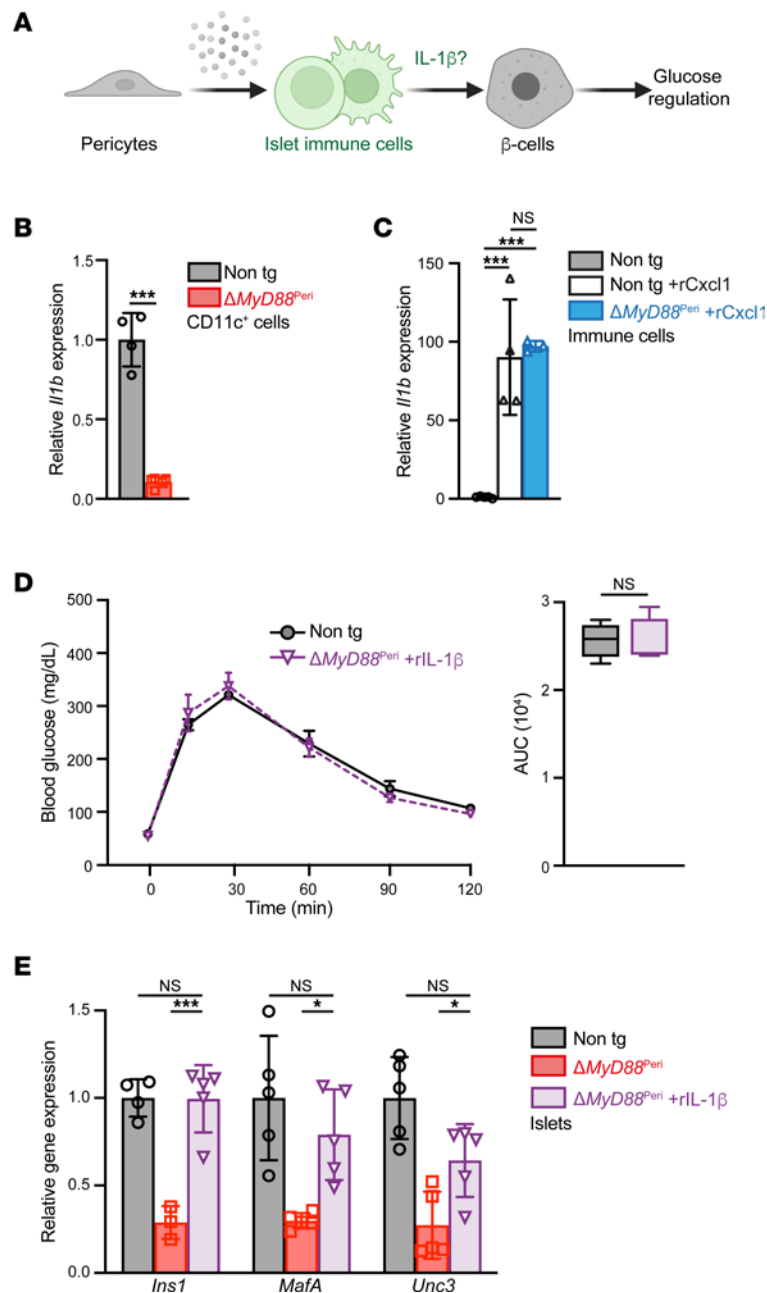 A
IL-1β?
Glucose
regulation
Pericytes
Islet immune cells
β-cells
B
Relative Il1b expression
1.5
1.0
0.5
0.0
***
Non tg
ΔMyD88Peri
CD11c+ cells
C
Relative Il1b expression
150
100
50
0
NS
***
***
Non tg
Non tg +rCxcl1
ΔMyD88Peri +rCxcl1
Immune cells
D
Blood glucose (mg/dL)
500
400
300
200
100
0
0
30
60
90
120
Time (min)
Non tg
ΔMyD88Peri +rIL-1β
AUC (10⁴)
3
2
1
0
NS
E
Relative gene expression
1.5
1.0
0.5
0.0
NS
***
NS
*
NS
*
Ins1
MafA
Unc3
Non tg
ΔMyD88Peri
ΔMyD88Peri +rIL-1β
Islets